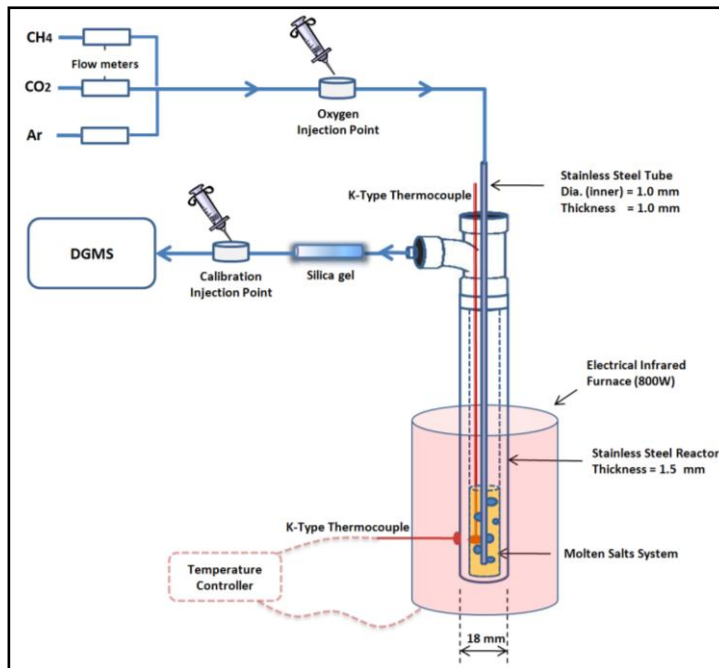 CH4
Flow meters
CO2
Ar
Oxygen
Injection Point
K-Type Thermocouple
Stainless Steel Tube
Dia. (inner) = 1.0 mm
Thickness = 1.0 mm
DGMS
Calibration
Injection Point
Silica gel
Electrical Infrared
Furnace (800W)
Stainless Steel Reactor
Thickness = 1.5 mm
K-Type Thermocouple
Molten Salts System
Temperature
Controller
18 mm